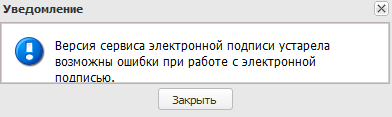 Уведомление
Версия сервиса электронной подписи устарела
возможны ошибки при работе с электронной
подписью.
Закрыть